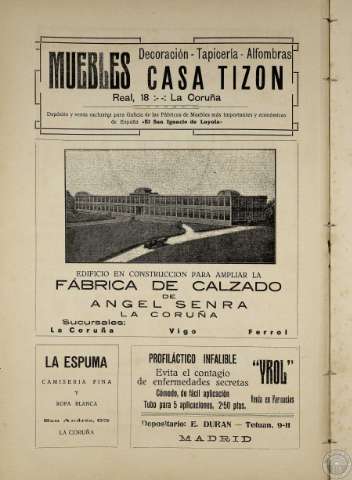 MUEBLES
Decoración - Tapicería - Alfombras
CASA TIZON
Real, 18 :-: La Coruña
Depósito y venta exclusiva para Galicia de las Fábricas de Muebles más importantes y económicos
de España «El San Ignacio de Loyola»
EDIFICIO EN CONSTRUCCION PARA AMPLIAR LA
FÁBRICA DE CALZADO
DE
ANGEL SENRA
LA CORUÑA
Sucursales:
La Coruña Vigo Ferrol
LA ESPUMA
CAMISERIA FINA
Y
ROPA BLANCA
San Andrés,
LA CORUÑA
PROFILÁCTICO INFALIBLE
Evita el contagio
de enfermedades secretas
Cómodo, de fácil aplicación
Tubo para 5 aplicaciones, 2'50 ptas.
"YROL"
Venta en Farmacias
Depositario: E. DURAN - Tetuan, 9-11
MADRID